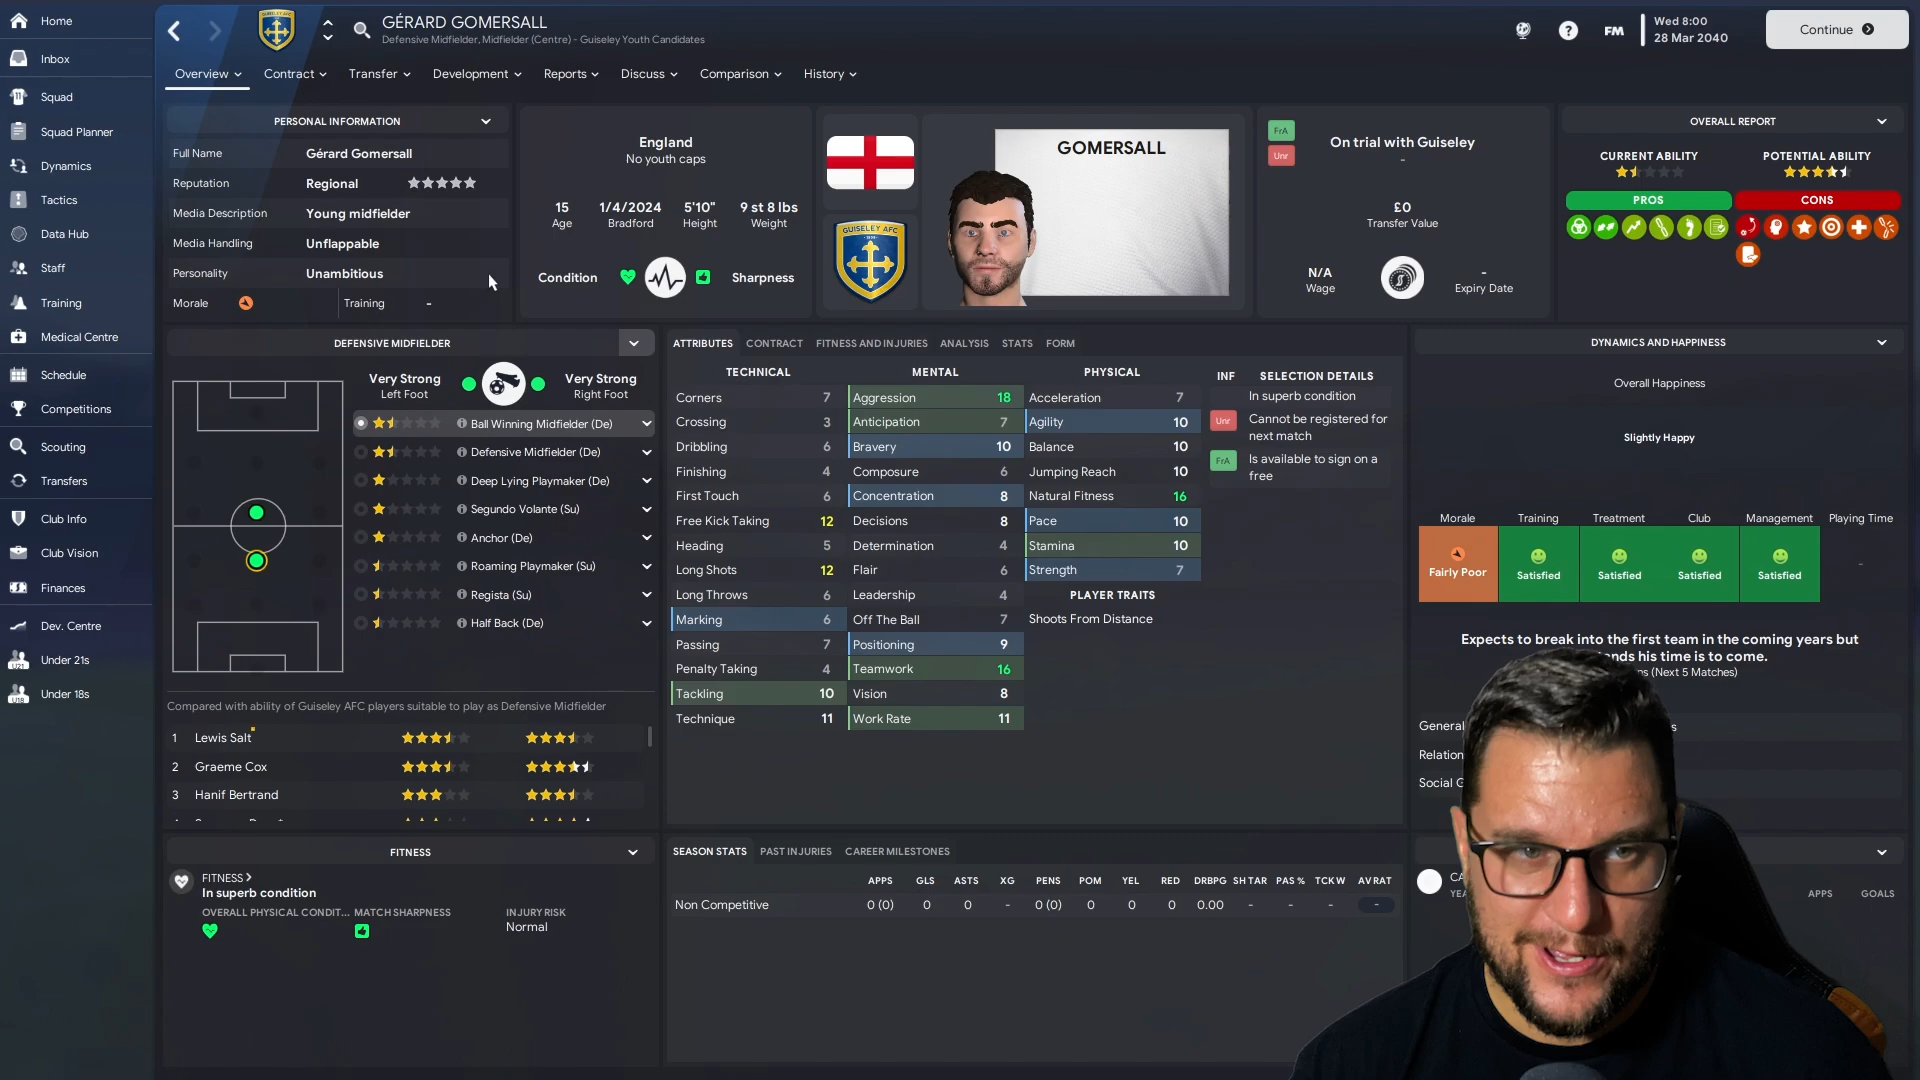 Home
Inbox
Squad
Squad Planner
Dynamics
Tactics
Data Hub
Staff
Training
Medical Centre
Schedule
Competitions
Scouting
Transfers
Club Info
Club Vision
Finances
Dev. Centre
Under 21s
Under 18s
GÉRARD GOMERSALL
Defensive Midfielder, Midfielder (Centre) - Guiseley Youth Candidates
FM
Wed 8:00
28 Mar 2040
Continue
Overview Contract Transfer Development Reports Discuss Comparison History
PERSONAL INFORMATION
Full Name Gérard Gomersall
Reputation Regional
Media Description Young midfielder
Media Handling Unflappable
Personality Unambitious
Morale Training -
England
No youth caps
15 1/4/2024 5'10" 9 st 8 lbs
Age Bradford Height Weight
Condition Sharpness
GUISELEY AFC
GOMERSALL
FrA
Unr
On trial with Guiseley
-
£0
Transfer Value
N/A
Wage
-
Expiry Date
OVERALL REPORT
CURRENT ABILITY POTENTIAL ABILITY
PROS CONS
DEFENSIVE MIDFIELDER
Very Strong Very Strong
Left Foot Right Foot
Ball Winning Midfielder (De)
Defensive Midfielder (De)
Deep Lying Playmaker (De)
Segundo Volante (Su)
Anchor (De)
Roaming Playmaker (Su)
Regista (Su)
Half Back (De)
Compared with ability of Guiseley AFC players suitable to play as Defensive Midfielder
1 Lewis Salt
2 Graeme Cox
3 Hanif Bertrand
ATTRIBUTES CONTRACT FITNESS AND INJURIES ANALYSIS STATS FORM
TECHNICAL MENTAL PHYSICAL
Corners 7 Aggression 18 Acceleration 7
Crossing 3 Anticipation 7 Agility 10
Dribbling 6 Bravery 10 Balance 10
Finishing 4 Composure 6 Jumping Reach 10
First Touch 6 Concentration 8 Natural Fitness 16
Free Kick Taking 12 Decisions 8 Pace 10
Heading 5 Determination 4 Stamina 10
Long Shots 12 Flair 6 Strength 7
Long Throws 6 Leadership 4 PLAYER TRAITS
Marking 6 Off The Ball 7 Shoots From Distance
Passing 7 Positioning 9
Penalty Taking 4 Teamwork 16
Tackling 10 Vision 8
Technique 11 Work Rate 11
INF SELECTION DETAILS
In superb condition
Unr Cannot be registered for
next match
FrA Is available to sign on a
free
DYNAMICS AND HAPPINESS
Overall Happiness
Slightly Happy
Morale Training Treatment Club Management Playing Time
Fairly Poor Satisfied Satisfied Satisfied Satisfied -
Expects to break into the first team in the coming years but
his time is to come.
(Next 5 Matches)
General
Relation
Social G
FITNESS
FITNESS
In superb condition
OVERALL PHYSICAL CONDIT... MATCH SHARPNESS INJURY RISK
Normal
SEASON STATS PAST INJURIES CAREER MILESTONES
APPS GLS ASTS XG PENS POM YEL RED DRBPG SH TAR PAS % TCK W AV RAT
Non Competitive 0 (0) 0 0 - 0 (0) 0 0 0 0.00 - - - -
APPS GOALS